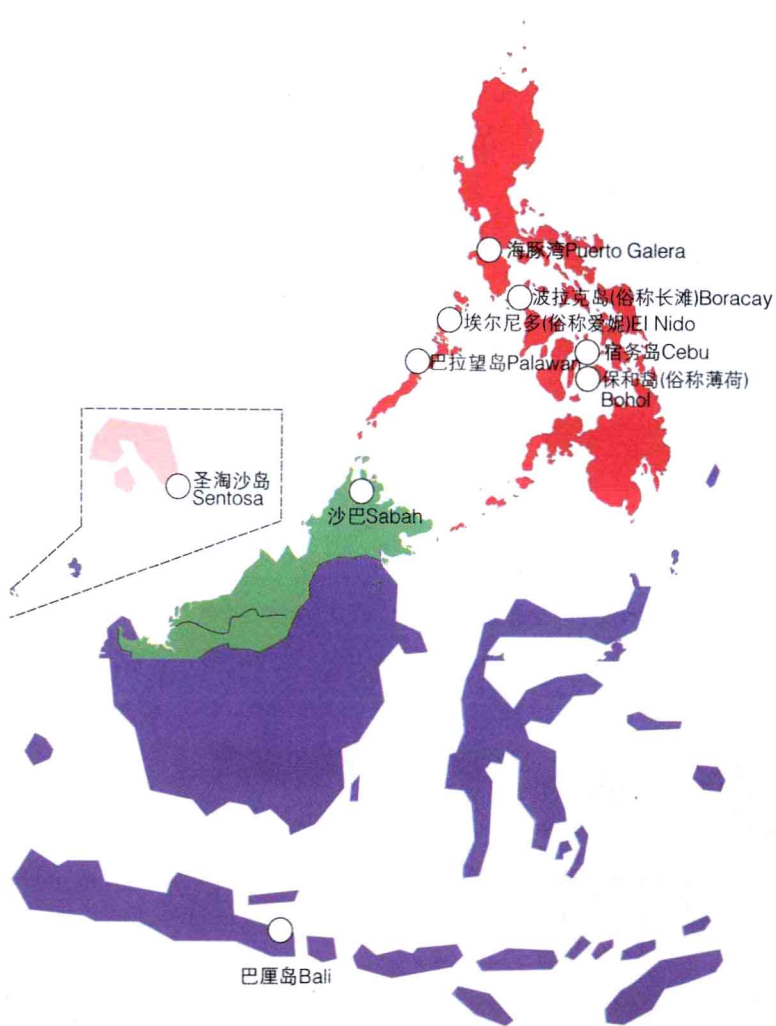 海豚湾Puerto Galera
波拉克岛(俗称长滩)Boracay
埃尔尼多(俗称爱妮)El Nido
宿务岛Cebu
巴拉望岛Palawan
保和岛(俗称薄荷)
Bohol
圣淘沙岛
Sentosa
沙巴Sabah
巴厘岛Bali